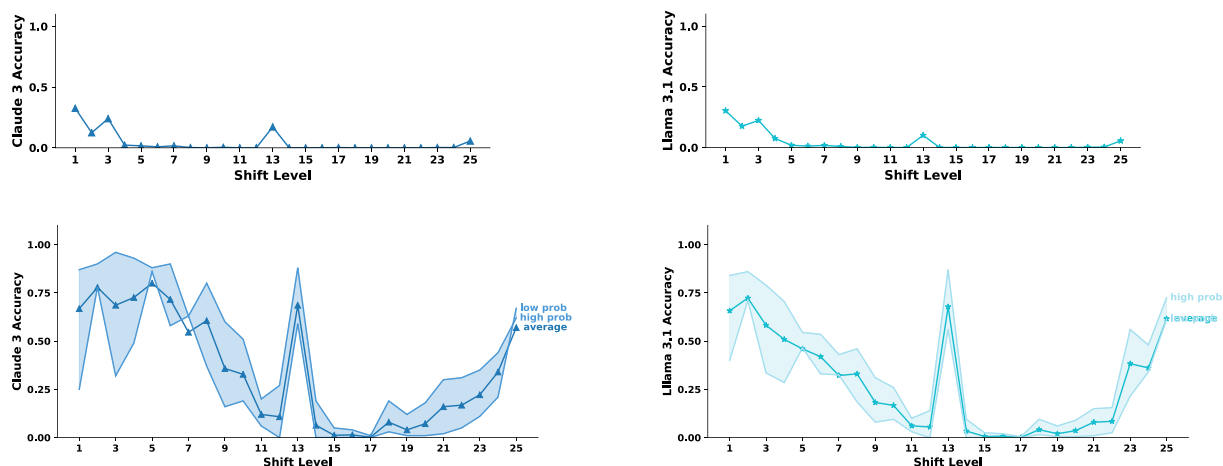 Claude 3 Accuracy
1.0
0.5
0.0
1 3 5 7 9 11 13 15 17 19 21 23 25
Shift Level
Lllama 3.1 Accuracy
1.0
0.5
0.0
1 3 5 7 9 11 13 15 17 19 21 23 25
Shift Level
Claude 3 Accuracy
1.00
0.75
0.50
0.25
0.00
low prob
high prob
average
1 3 5 7 9 11 13 15 17 19 21 23 25
Shift Level
Lllama 3.1 Accuracy
1.00
0.75
0.50
0.25
0.00
high prob
average
1 3 5 7 9 11 13 15 17 19 21 23 25
Shift Level